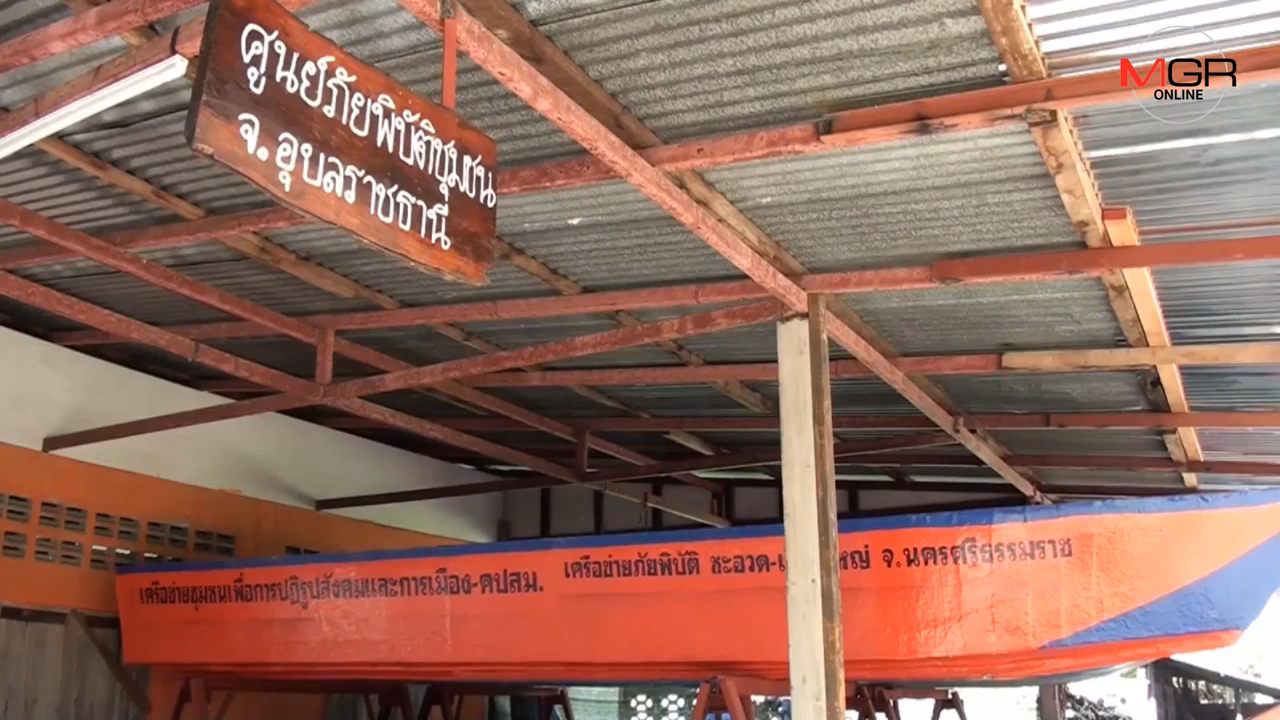 ศูนย์ภัยพิบัติชุมชน
จ.อุบลราชธานี
MGR
ONLINE
เครือข่ายชุมชนเพื่อการปฏิรูปสังคมและการเมือง-คปสม.
เครือข่ายภัยพิบัติ ชะอวด- จ.นครศรีธรรมราช